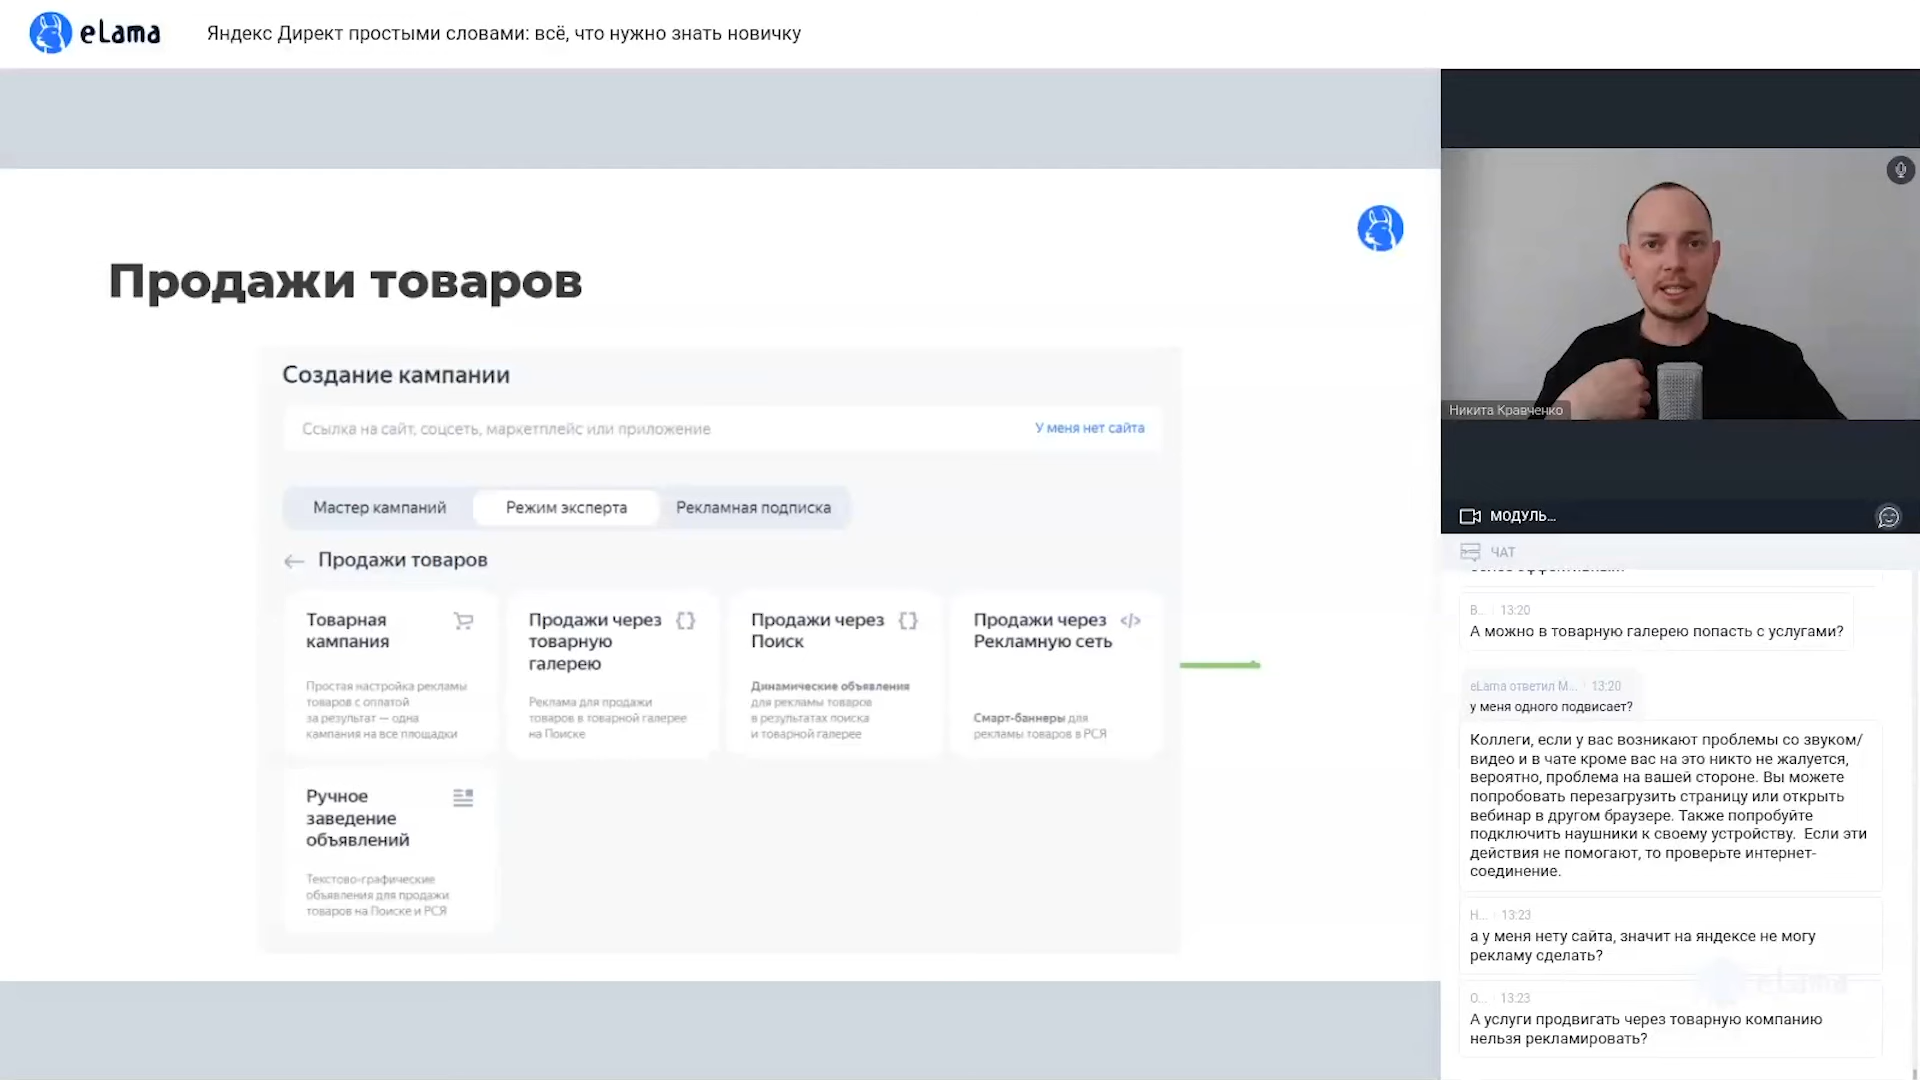 eLama
Яндекс Директ простыми словами: всё, что нужно знать новичку
Продажи товаров
Создание кампании
Ссылка на сайт, соцсеть, маркетплейс или приложение
У меня нет сайта
Мастер кампаний
Режим эксперта
Рекламная подписка
Продажи товаров
Товарная
кампания
Простая настройка рекламы
товаров с оплатой
за результат — одна
кампания на все площадки
Продажи через
товарную
галерею
Реклама для продажи
товаров в товарной галерее
на Поиске
Продажи через
Поиск
Динамические объявления
для рекламы товаров
в результатах поиска
и товарной галерее
Продажи через
Рекламную сеть
Смарт-баннеры для
рекламы товаров в РСЯ
Ручное
заведение
объявлений
Текстово-графические
объявления для продажи
товаров на Поиске и РСЯ
Никита Кравченко
МОДУЛЬ...
ЧАТ
В... 13:20
А можно в товарную галерею попасть с услугами?
eLama ответил М... 13:20
у меня одного подвисает?
Коллеги, если у вас возникают проблемы со звуком/
видео и в чате кроме вас на это никто не жалуется,
вероятно, проблема на вашей стороне. Вы можете
попробовать перезагрузить страницу или открыть
вебинар в другом браузере. Также попробуйте
подключить наушники к своему устройству. Если эти
действия не помогают, то проверьте интернет-
соединение.
Н... 13:23
а у меня нету сайта, значит на яндексе не могу
рекламу сделать?
О... 13:23
А услуги продвигать через товарную компанию
нельзя рекламировать?
eLama